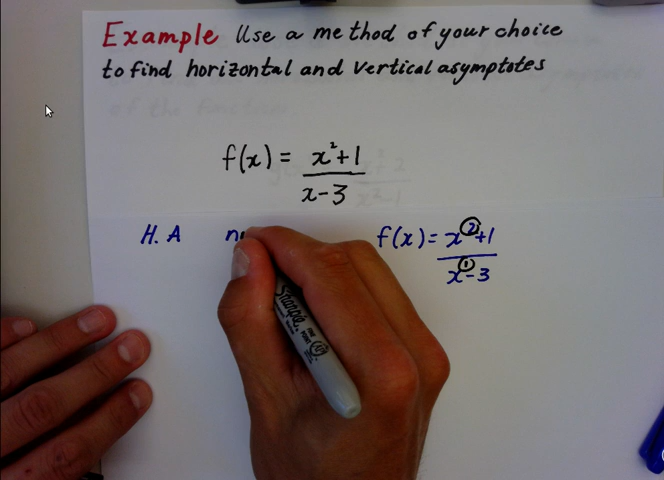 Example Use a method of your choice
to find horizontal and vertical asymptotes
f(x) = x²+1
x-3
H.A
f(x) = x²+1
x¹-3
Sharpie